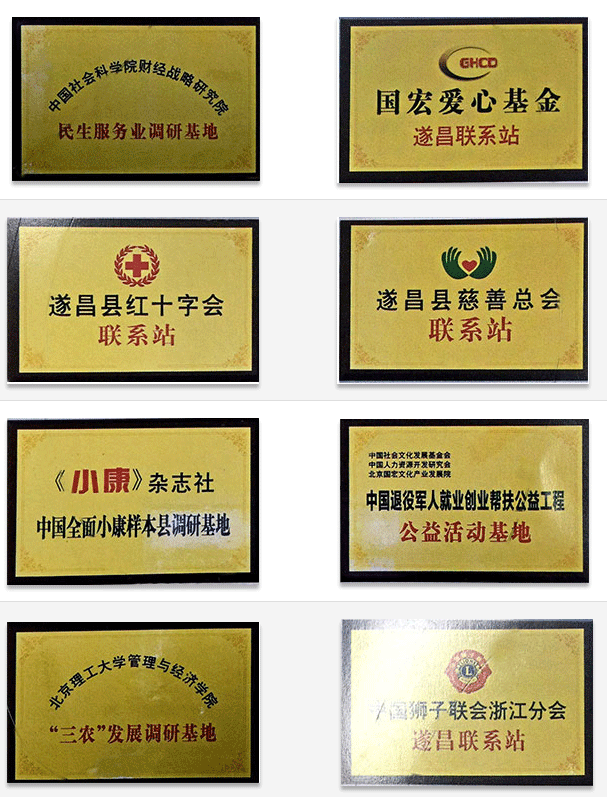 中国社会科学院财经战略研究院
民生服务业调研基地
GHCD
国宏爱心基金
遂昌联系站
遂昌县红十字会
联系站
遂昌县慈善总会
联系站
《小康》杂志社
中国全面小康样本县调研基地
中国社会文化发展基金会
中国人力资源开发研究会
北京国宏文化产业发展院
中国退役军人就业创业帮扶公益工程
公益活动基地
北京理工大学管理与经济学院
“三农”发展调研基地
L
国狮子联会浙江分会
遂昌联系站